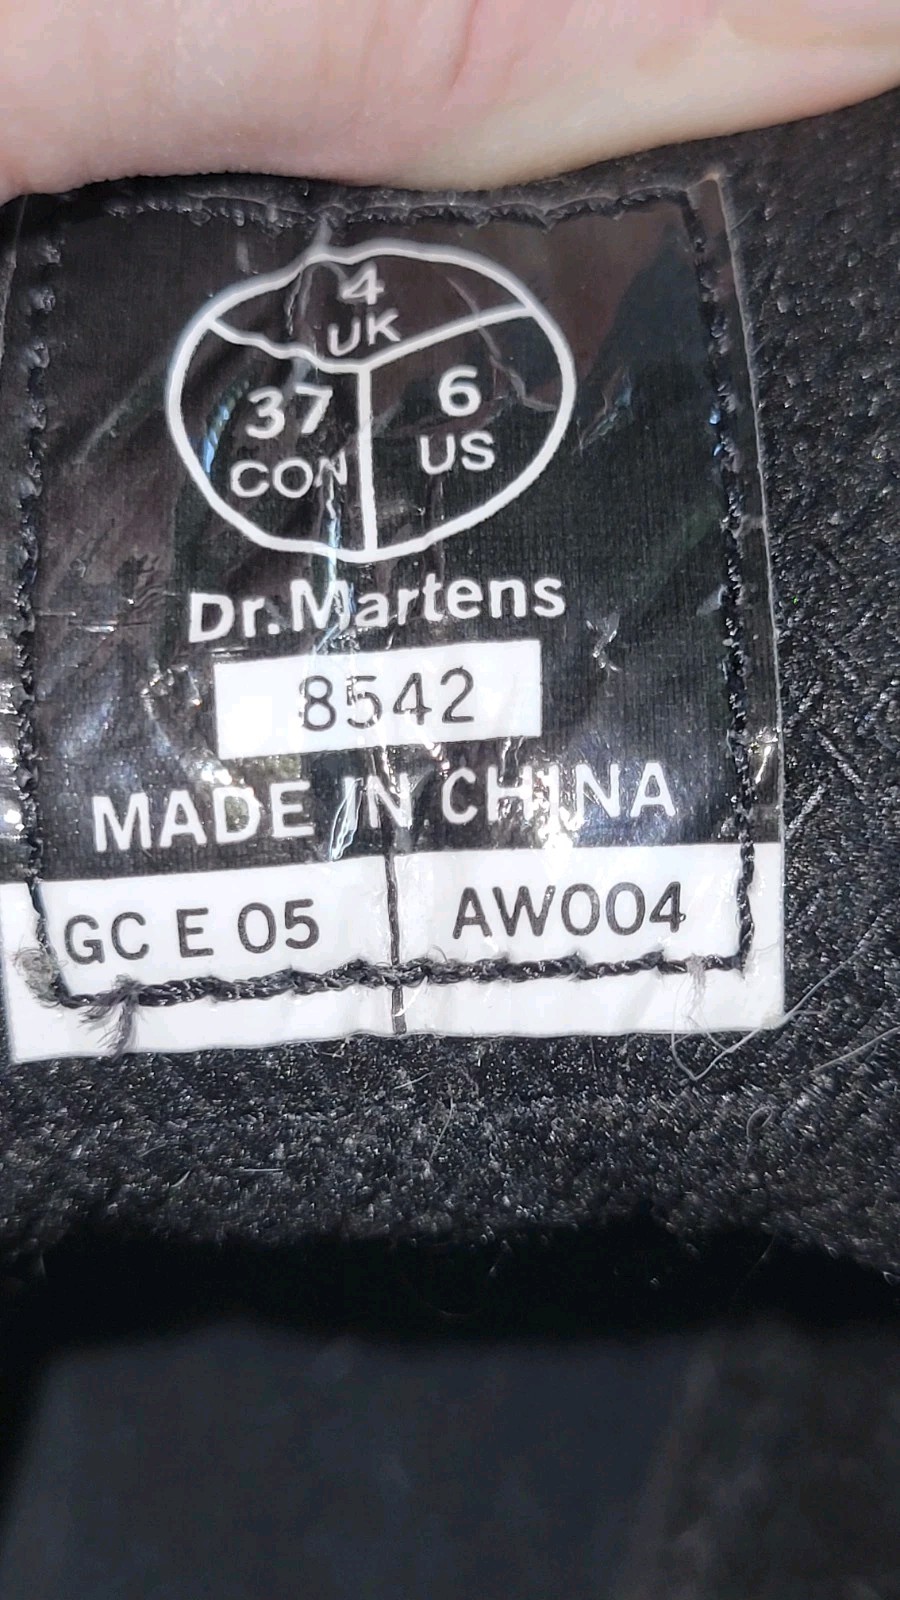 4
UK
37
CON
6
US
Dr.Martens
8542
MADE IN CHINA
GC E 05
AW004